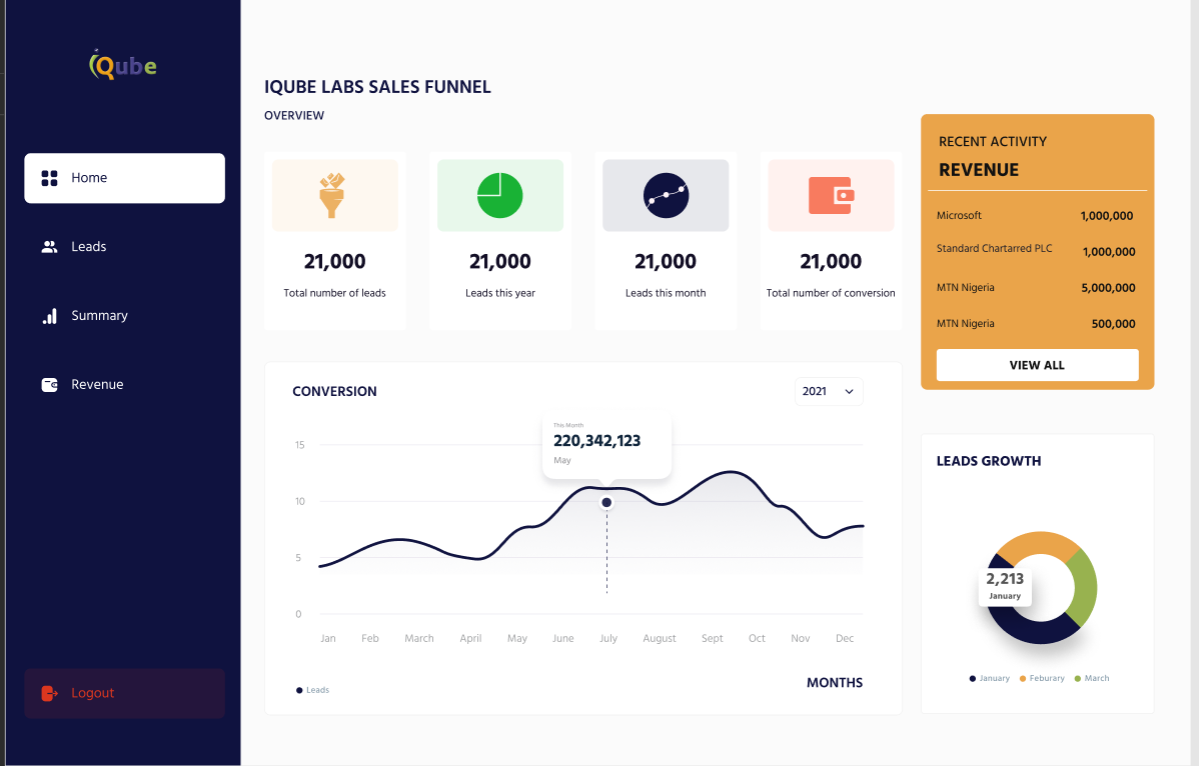 iQube
Home
Leads
Summary
Revenue
Logout
IQUBE LABS SALES FUNNEL
OVERVIEW
21,000
Total number of leads
21,000
Leads this year
21,000
Leads this month
21,000
Total number of conversion
CONVERSION
2021
This Month
220,342,123
May
15
10
5
0
Jan Feb March April May June July August Sept Oct Nov Dec
Leads
MONTHS
RECENT ACTIVITY
REVENUE
Microsoft 1,000,000
Standard Chartarred PLC 1,000,000
MTN Nigeria 5,000,000
MTN Nigeria 500,000
VIEW ALL
LEADS GROWTH
2,213
January
January Feburary March